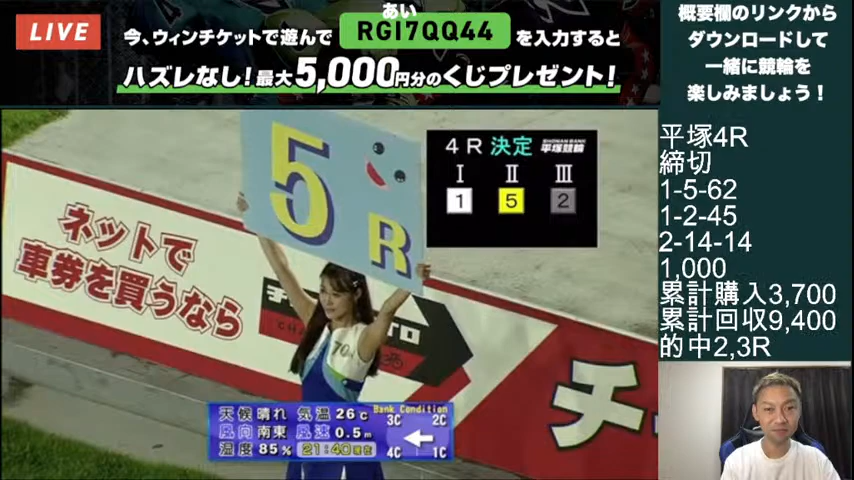 LIVE
あい
今、ウィンチケットで遊んで RGI7QQ44 を入力すると
ハズレなし!最大5,000円分のくじプレゼント!
概要欄のリンクから
ダウンロードして
一緒に競輪を
楽しみましょう!
5
R
4R 決定 平塚競輪
Ⅰ Ⅱ Ⅲ
1 5 2
ネットで
車券を買うなら
チ
平塚4R
締切
1-5-62
1-2-45
2-14-14
1,000
累計購入3,700
累計回収9,400
的中2,3R
天候 晴れ 気温 26℃
風向 南東 風速 0.5m
湿度 85% 21:40現在
Bank Condition
3C 2C
4C 1C